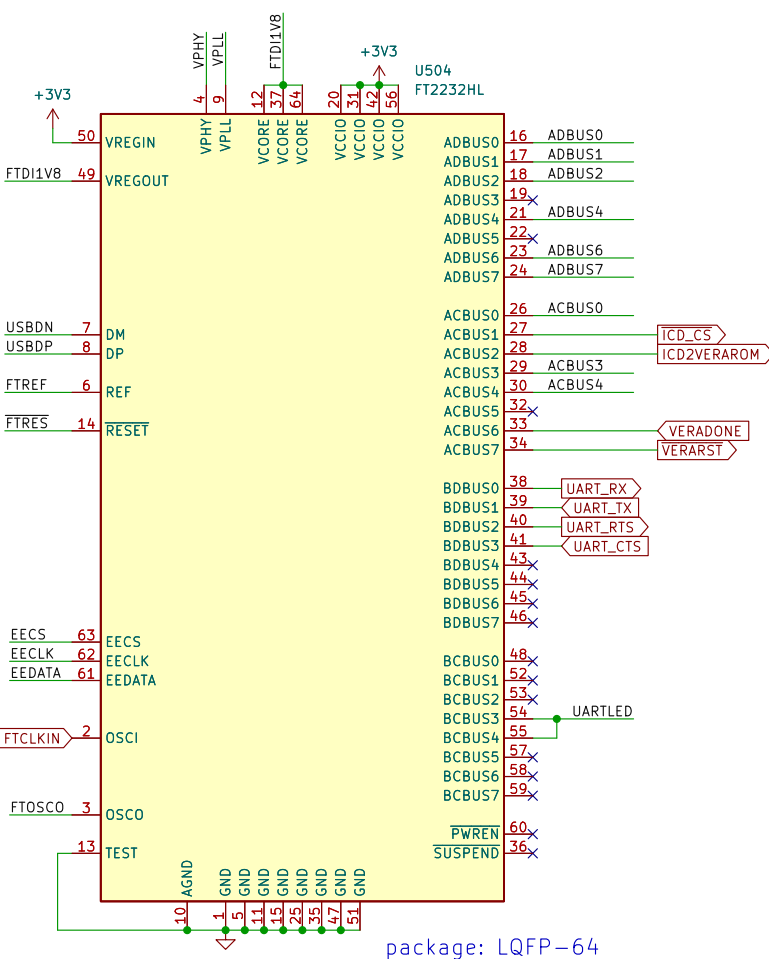 VPHY
VPLL
FTDI1V8
+3V3
U504
FT2232HL
+3V3
4
9
12
37
64
20
31
42
56
VPHY
VPLL
VCORE
VCORE
VCORE
VCCIO
VCCIO
VCCIO
VCCIO
50 VREGIN
FTDI1V8 49 VREGOUT
USBDN 7 DM
USBDP 8 DP
FTREF 6 REF
FTRES 14 RESET
EECS 63 EECS
EECLK 62 EECLK
EEDATA 61 EEDATA
FTCLKIN 2 OSCI
FTOSCO 3 OSCO
13 TEST
ADBUS0 16 ADBUS0
ADBUS1 17 ADBUS1
ADBUS2 18 ADBUS2
ADBUS3 19
ADBUS4 21 ADBUS4
ADBUS5 22
ADBUS6 23 ADBUS6
ADBUS7 24 ADBUS7
ACBUS0 26 ACBUS0
ACBUS1 27 ICD_CS
ACBUS2 28 ICD2VERAROM
ACBUS3 29 ACBUS3
ACBUS4 30 ACBUS4
ACBUS5 32
ACBUS6 33 VERADONE
ACBUS7 34 VERARST
BDBUS0 38 UART_RX
BDBUS1 39 UART_TX
BDBUS2 40 UART_RTS
BDBUS3 41 UART_CTS
BDBUS4 43
BDBUS5 44
BDBUS6 45
BDBUS7 46
BCBUS0 48
BCBUS1 52
BCBUS2 53
BCBUS3 54 UARTLED
BCBUS4 55
BCBUS5 57
BCBUS6 58
BCBUS7 59
PWREN 60
SUSPEND 36
AGND
GND
GND
GND
GND
GND
GND
GND
GND
10
1
5
11
15
25
35
47
51
package: LQFP-64